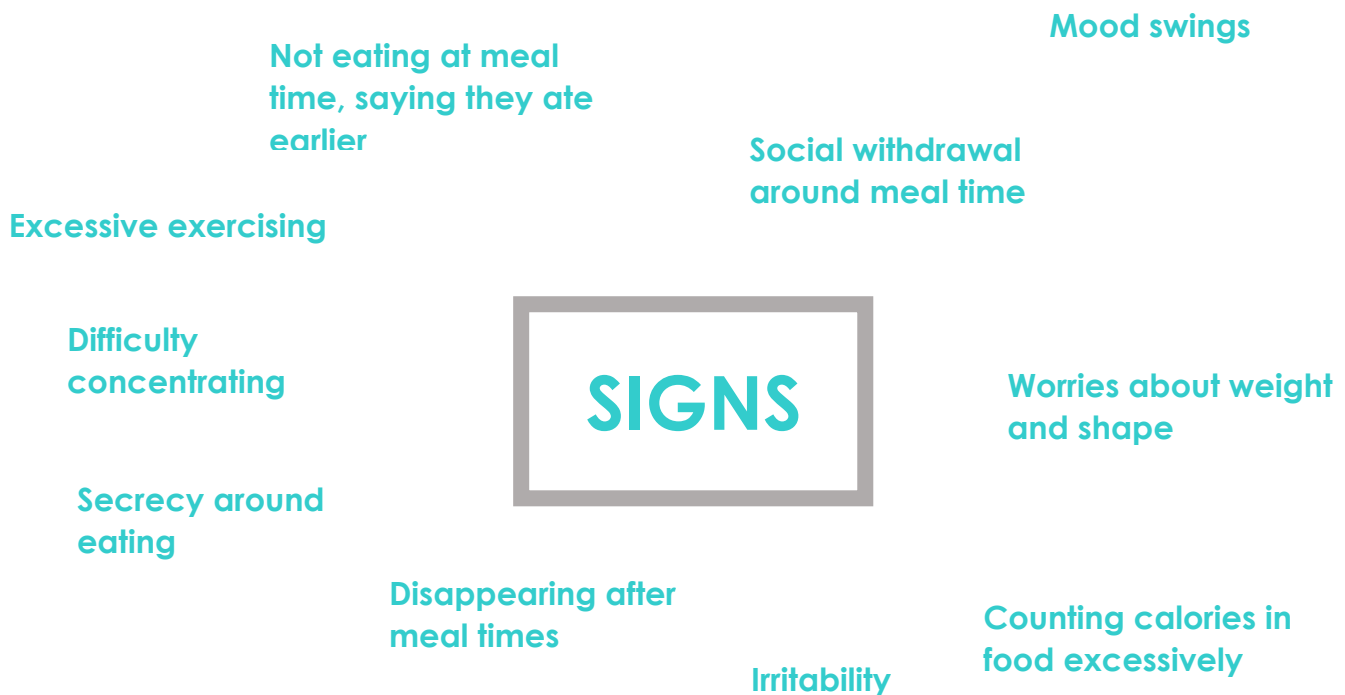 Mood swings
Not eating at meal
time, saying they ate
earlier
Social withdrawal
around meal time
Excessive exercising
Difficulty
concentrating
SIGNS
Worries about weight
and shape
Secrecy around
eating
Disappearing after
meal times
Counting calories in
food excessively
Irritability